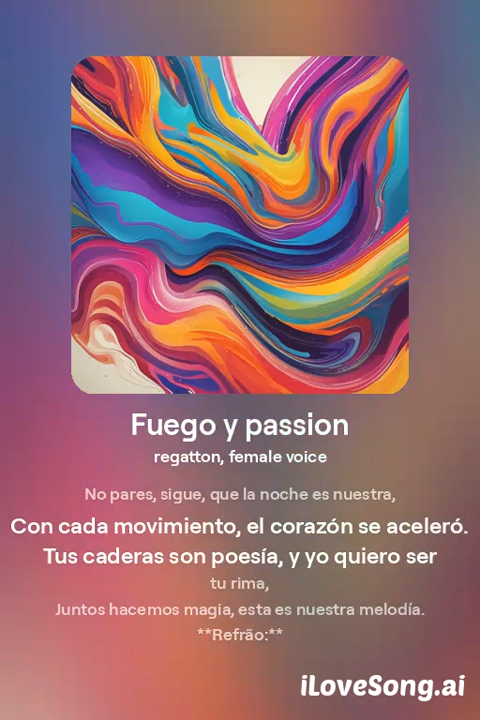 Fuego y passion
regatton, female voice
No pares, sigue, que la noche es nuestra,
Con cada movimiento, el corazón se aceleró.
Tus caderas son poesía, y yo quiero ser
tu rima,
Juntos hacemos magia, esta es nuestra melodía.
**Refrão:**
iLoveSong.ai